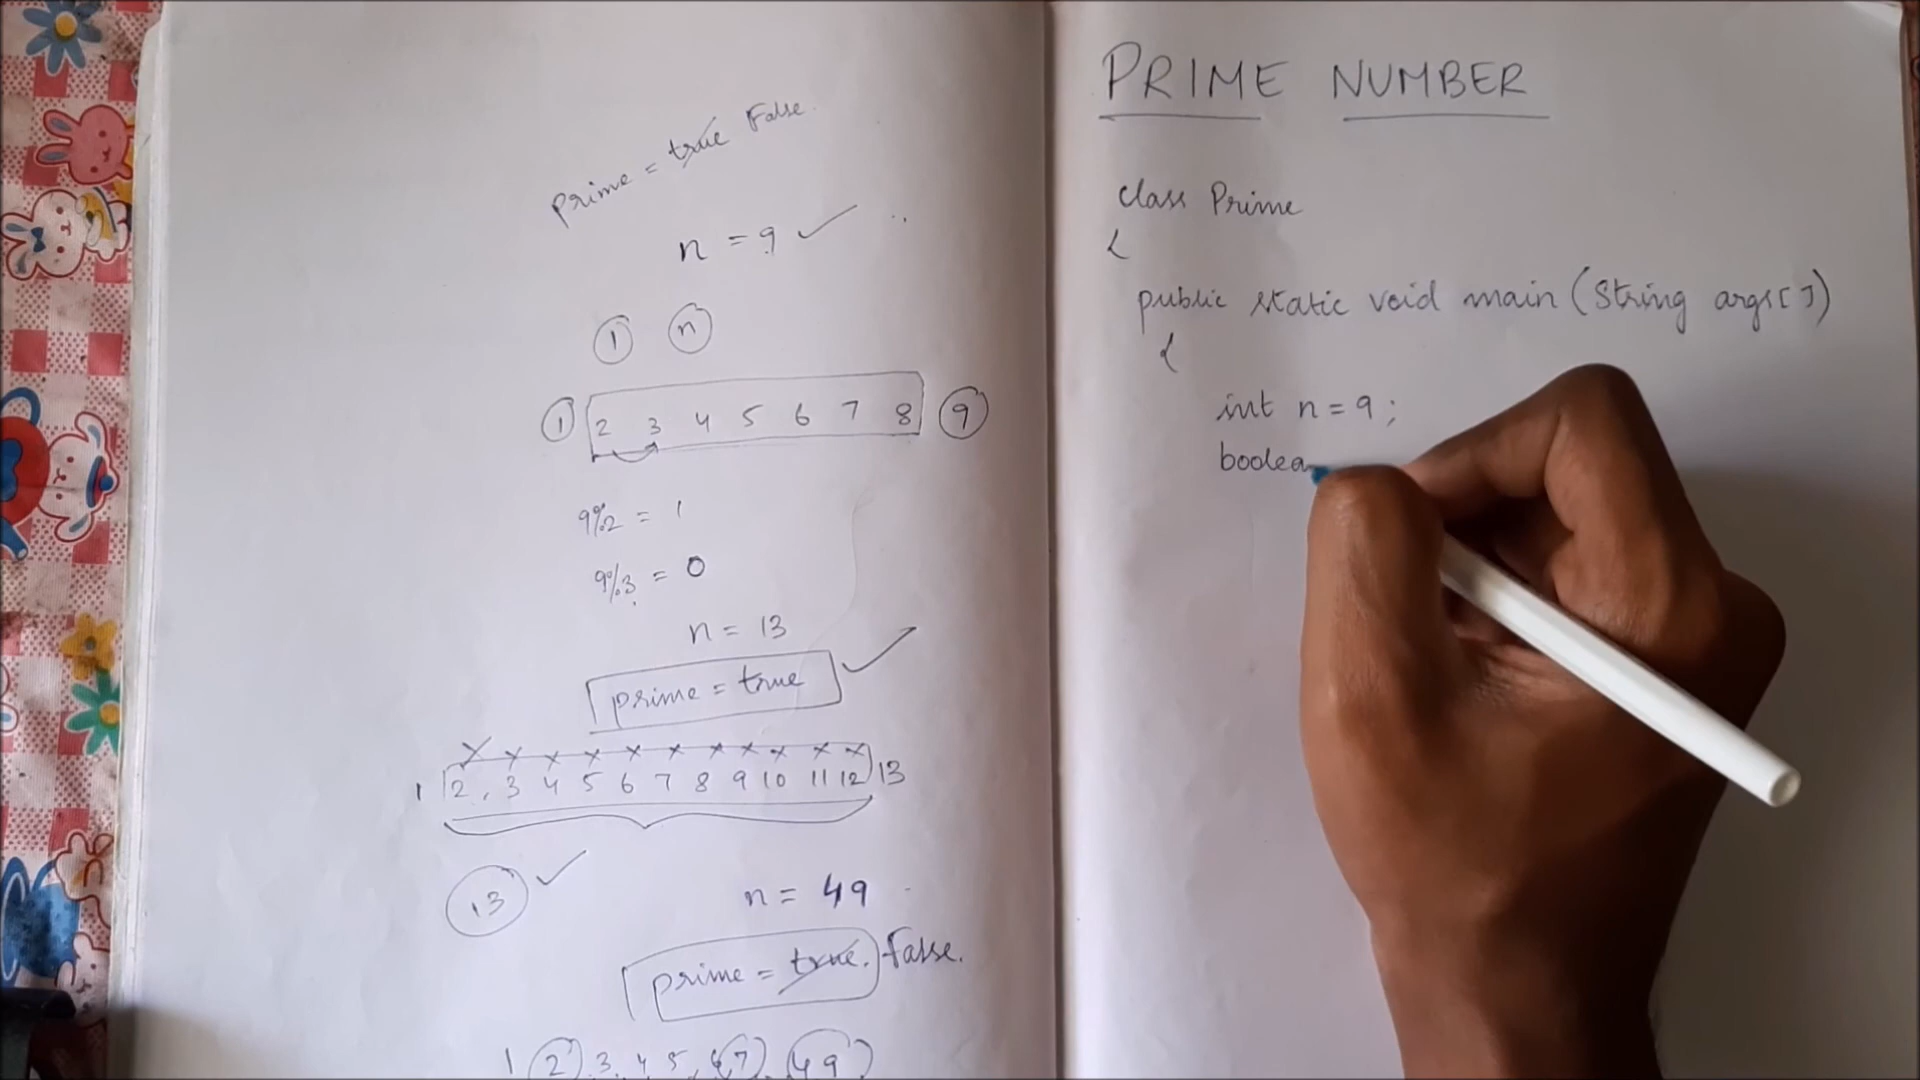 prime = true False
n = 9
1 n
1 2 3 4 5 6 7 8 9
9%2 = 1
9%3 = 0
n = 13
prime = true
1 2, 3 4 5 6 7 8 9 10 11 12 13
13
n = 49
prime = true. False.
1 2 3, 4, 5, 6, 7, 49
PRIME NUMBER
class Prime
{
public static void main (String args[])
{
int n = 9;
boolea